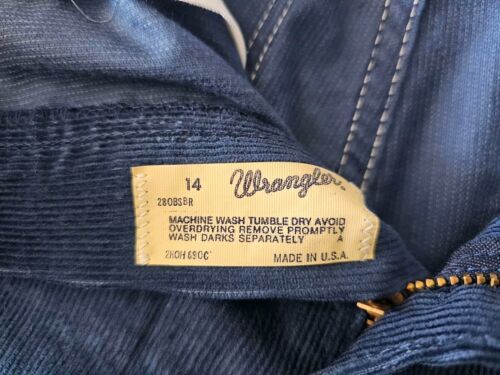 14 Wrangler.
280BSBR
MACHINE WASH TUMBLE DRY AVOID
OVERDRYING REMOVE PROMPTLY
WASH DARKS SEPARATELY A
MADE IN U.S.A.